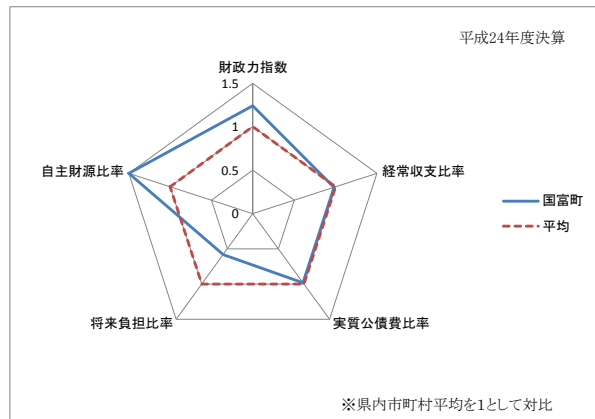 平成24年度決算
財政力指数
1.5
1
0.5
0
自主財源比率
経常収支比率
国富町
平均
将来負担比率
実質公債費比率
※県内市町村平均を1として対比